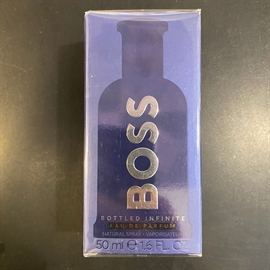 BOSS
BOTTLED INFINITE
EAU DE PARFUM
NATURAL SPRAY - VAPORISATEUR
50 ml ℮ 1.6 FL. OZ.